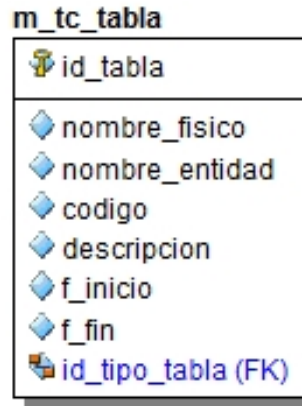 m_tc_tabla
id_tabla
nombre_fisico
nombre_entidad
codigo
descripcion
f_inicio
f_fin
id_tipo_tabla (FK)